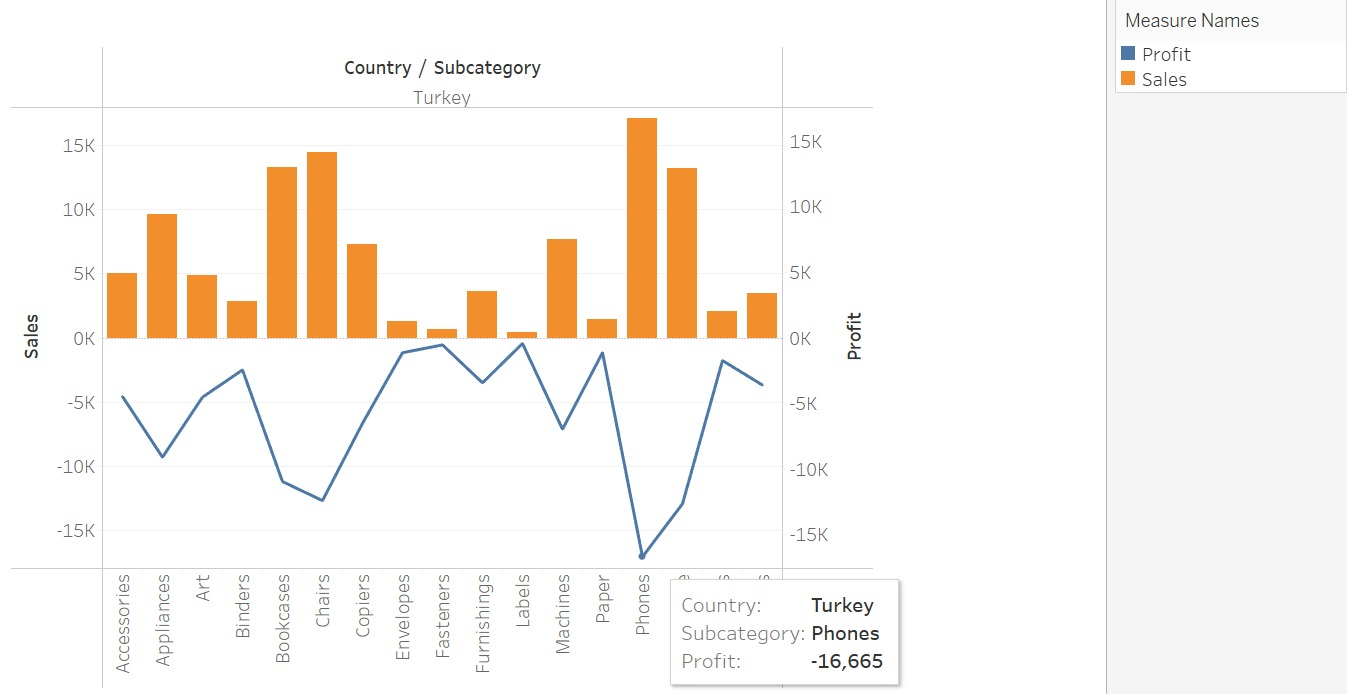 Measure Names
Profit
Sales
Country / Subcategory
Turkey
15K
10K
5K
0K
-5K
-10K
-15K
Sales
15K
10K
5K
0K
-5K
-10K
-15K
Profit
Accessories
Appliances
Art
Binders
Bookcases
Chairs
Copiers
Envelopes
Fasteners
Furnishings
Labels
Machines
Paper
Phones
Country: Turkey
Subcategory: Phones
Profit: -16,665